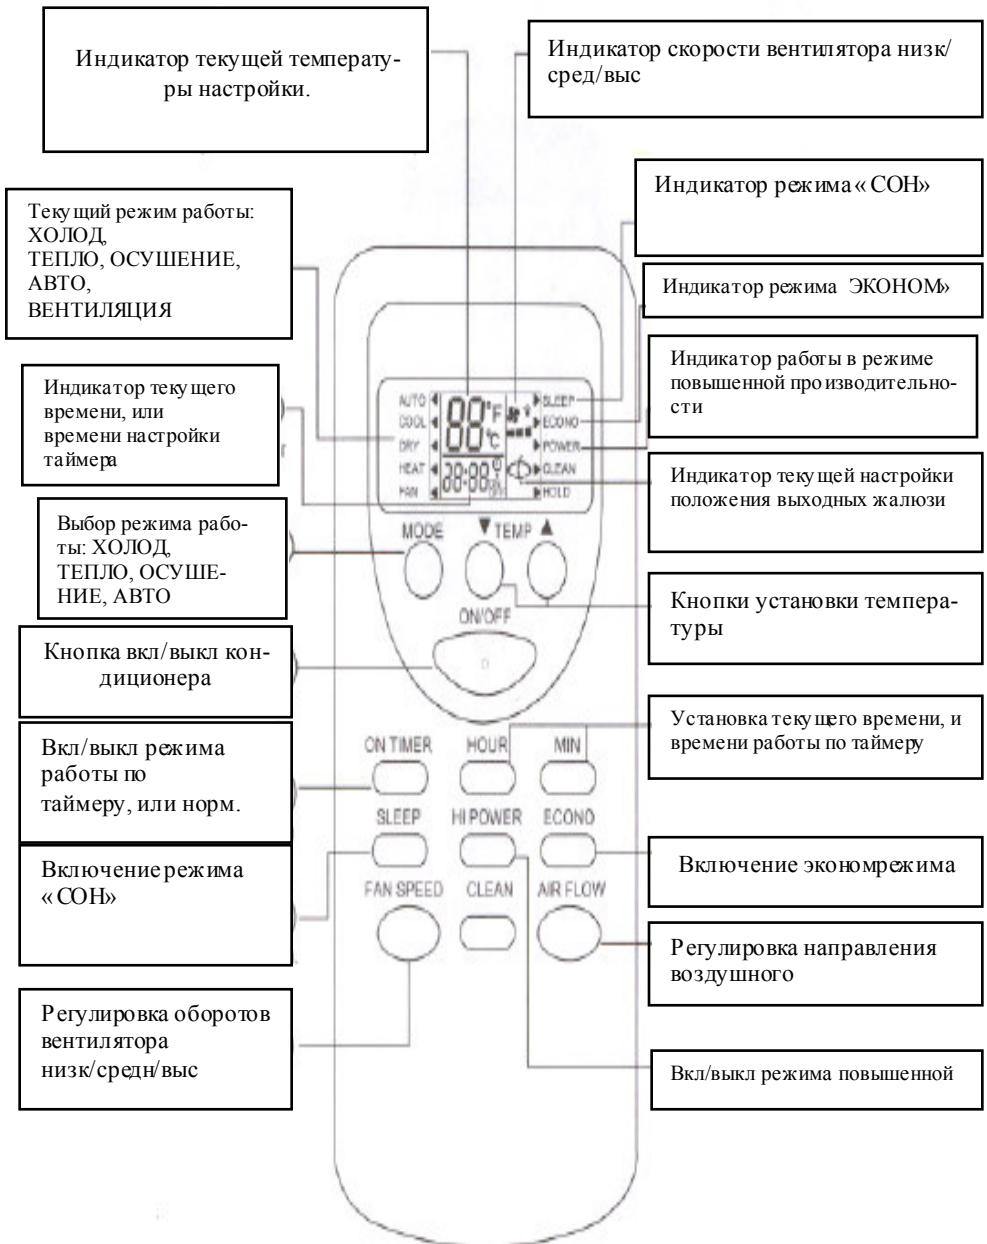 Индикатор текущей температу-
ры настройки.
Индикатор скорости вентилятора низк/
сред/выс
Индикатор режима «СОН»
Текущий режим работы:
ХОЛОД,
ТЕПЛО, ОСУШЕНИЕ,
АВТО,
ВЕНТИЛЯЦИЯ
Индикатор режима ЭКОНОМ»
Индикатор работы в режиме
повышенной производительно-
сти
Индикатор текущего
времени, или
времени настройки
таймера
Индикатор текущей настройки
положения выходных жалюзи
Выбор режима рабо-
ты: ХОЛОД,
ТЕПЛО, ОСУШЕ-
НИЕ, АВТО
Кнопки установки темпера-
туры
Кнопка вкл/выкл кон-
диционера
Установка текущего времени, и
времени работы по таймеру
Вкл/выкл режима
работы по
таймеру, или норм.
Включение режима
«СОН»
Включение экономрежима
Регулировка направления
воздушного
Регулировка оборотов
вентилятора
низк/средн/выс
Вкл/выкл режима повышенной
AUTO
COOL
DRY
HEAT
FAN
88°F
°C
88:88
ON
OFF
SLEEP
ECONO
POWER
CLEAN
HOLD
MODE ▼ TEMP ▲
ON/OFF
ON TIMER HOUR MIN
SLEEP HI POWER ECONO
FAN SPEED CLEAN AIR FLOW